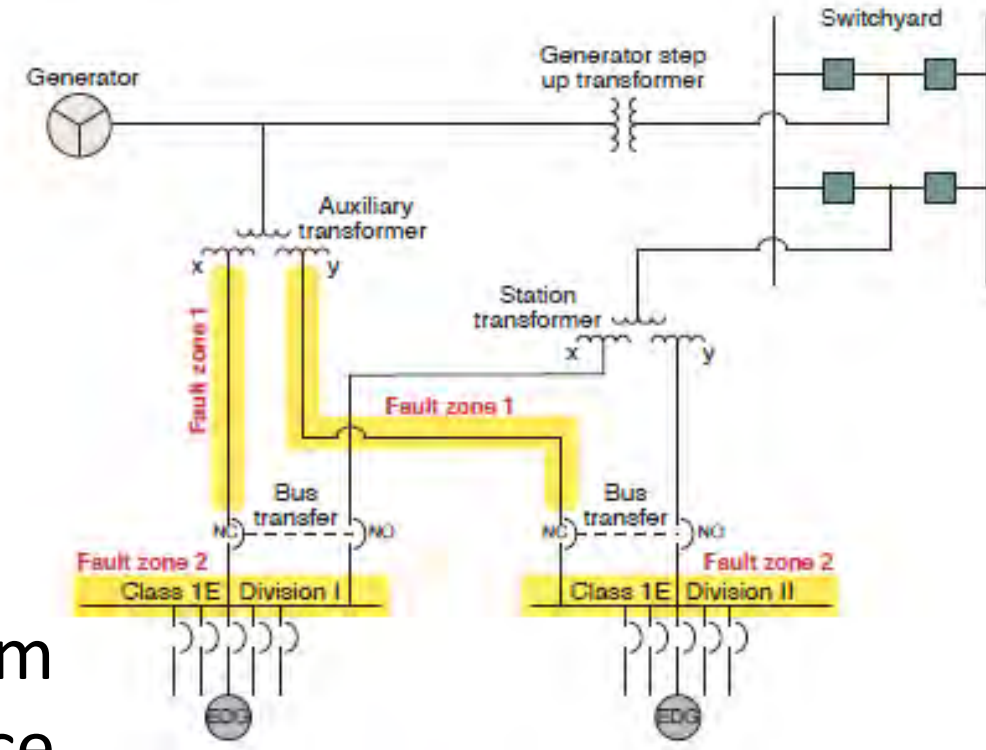 Switchyard
Generator
Generator step
up transformer
Auxiliary
transformer
x
y
Station
transformer
x
y
Fault zone 1
Fault zone 1
Bus
transfer
NC
NO
Bus
transfer
NC
NO
Fault zone 2
Class 1E Division I
Fault zone 2
Class 1E Division II
m
ce
EDG
EDG